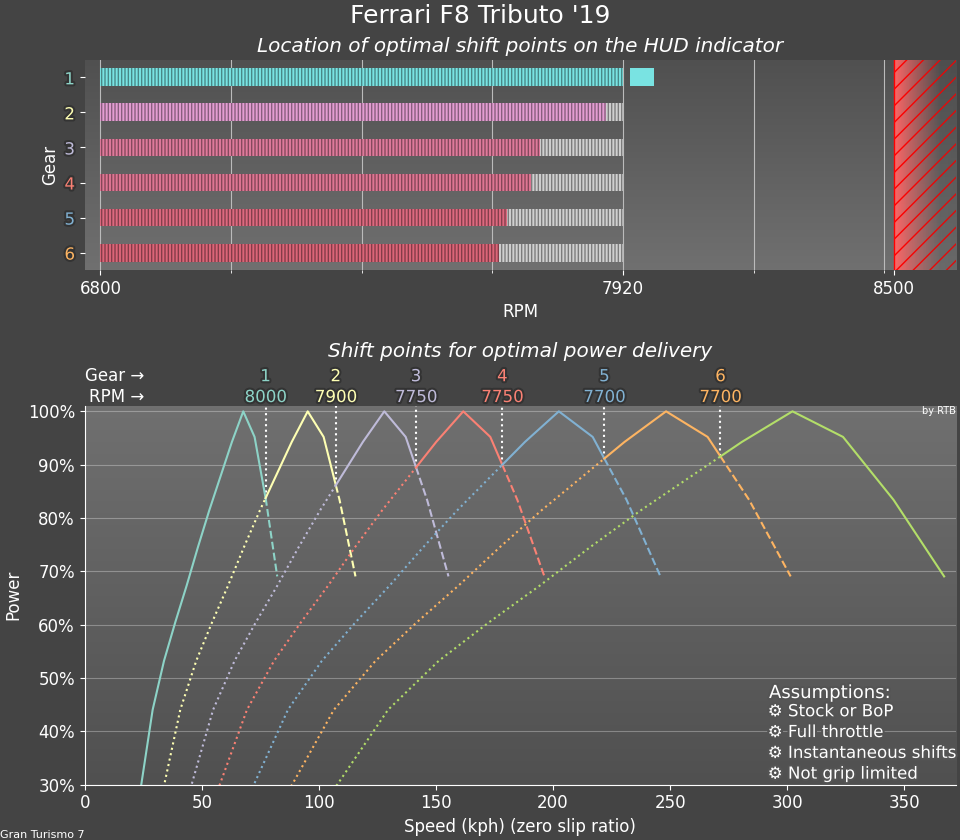 Ferrari F8 Tributo '19
Location of optimal shift points on the HUD indicator
Gear
1
2
3
4
5
6
6800 7920 8500
RPM
Shift points for optimal power delivery
Gear → 1 2 3 4 5 6
RPM → 8000 7900 7750 7750 7700 7700
by RTB
Power
100%
90%
80%
70%
60%
50%
40%
30%
Assumptions:
⚙ Stock or BoP
⚙ Full throttle
⚙ Instantaneous shifts
⚙ Not grip limited
0 50 100 150 200 250 300 350
Speed (kph) (zero slip ratio)
Gran Turismo 7